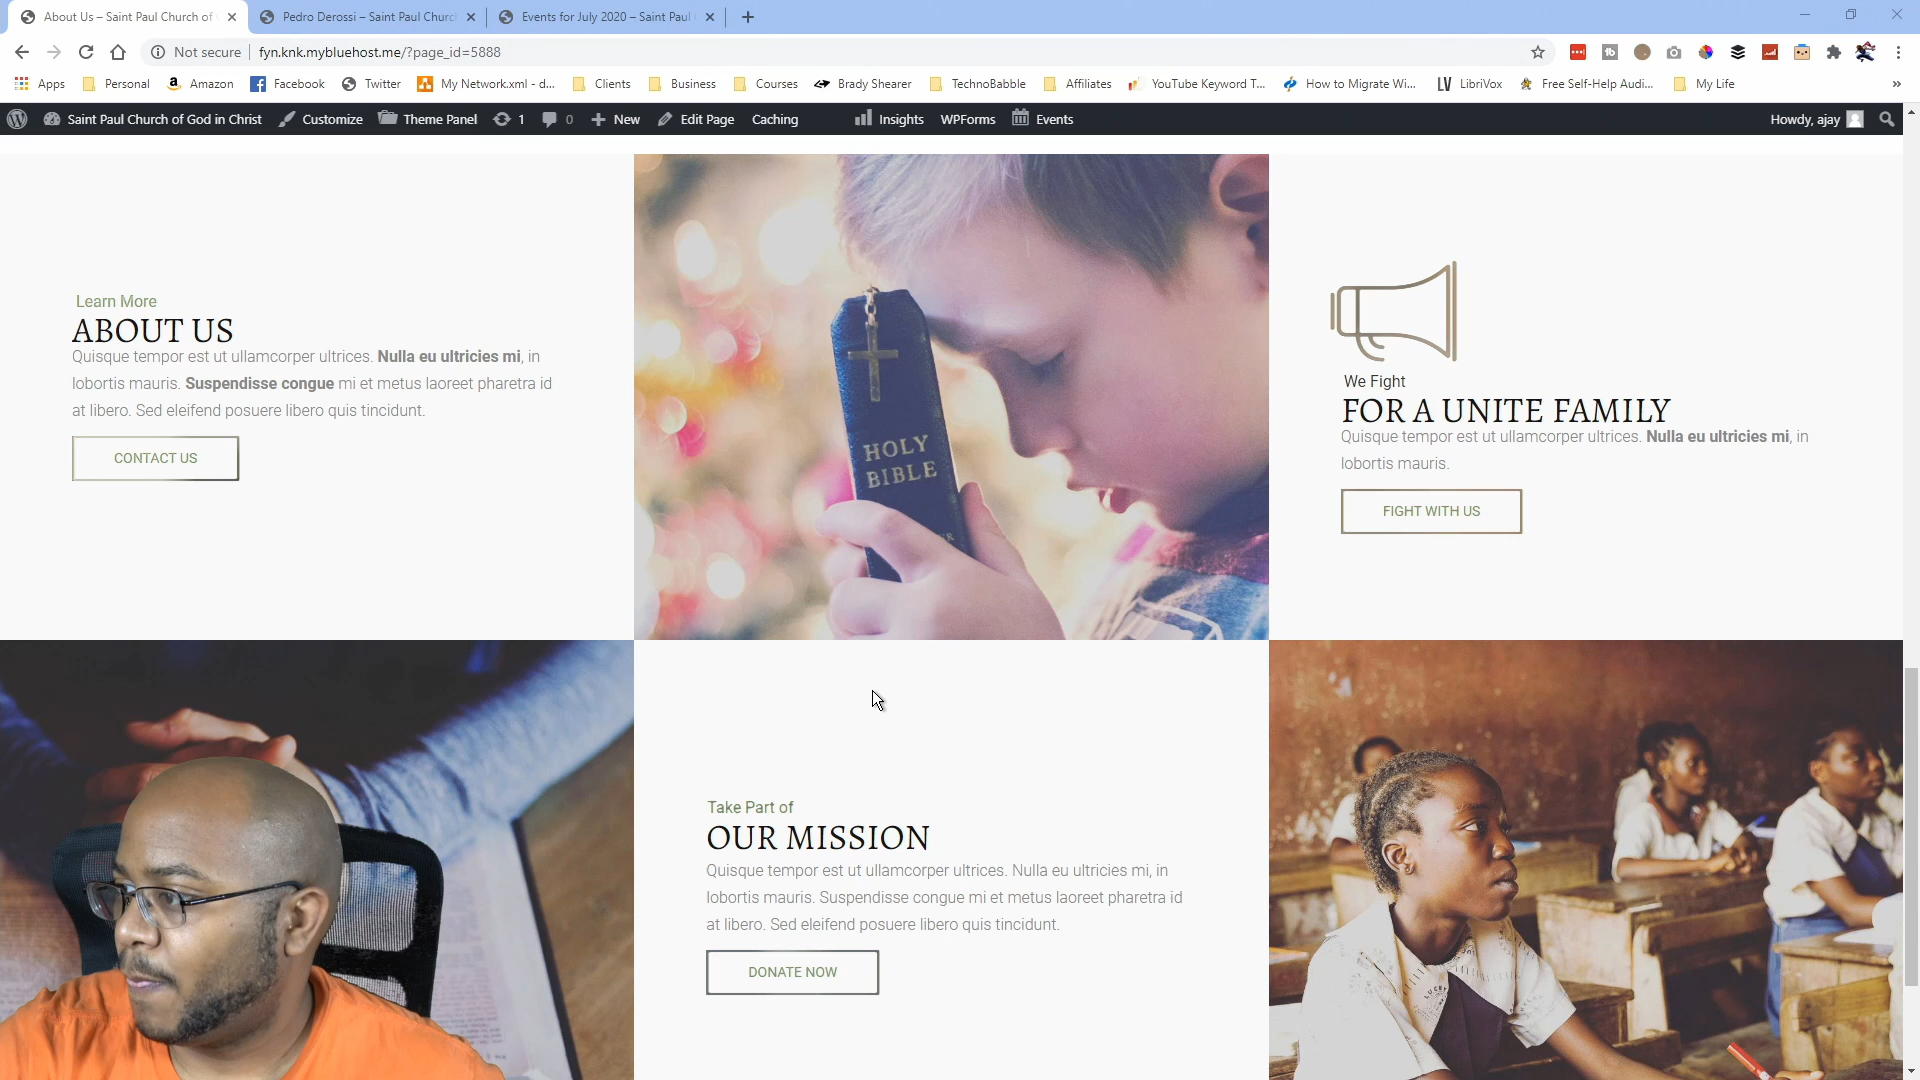 About Us – Saint Paul Church of
Pedro Derossi – Saint Paul Churc
Events for July 2020 – Saint Paul
Not secure
fyn.knk.mybluehost.me/?page_id=5888
Apps
Personal
Amazon
Facebook
Twitter
My Network.xml - d...
Clients
Business
Courses
Brady Shearer
TechnoBabble
Affiliates
YouTube Keyword T...
How to Migrate Wi...
LibriVox
Free Self-Help Audi...
My Life
Saint Paul Church of God in Christ
Customize
Theme Panel
1
0
New
Edit Page
Caching
Insights
WPForms
Events
Howdy, ajay
Learn More
ABOUT US
Quisque tempor est ut ullamcorper ultrices. Nulla eu ultricies mi, in
lobortis mauris. Suspendisse congue mi et metus laoreet pharetra id
at libero. Sed eleifend posuere libero quis tincidunt.
CONTACT US
HOLY
BIBLE
We Fight
FOR A UNITE FAMILY
Quisque tempor est ut ullamcorper ultrices. Nulla eu ultricies mi, in
lobortis mauris.
FIGHT WITH US
Take Part of
OUR MISSION
Quisque tempor est ut ullamcorper ultrices. Nulla eu ultricies mi, in
lobortis mauris. Suspendisse congue mi et metus laoreet pharetra id
at libero. Sed eleifend posuere libero quis tincidunt.
DONATE NOW